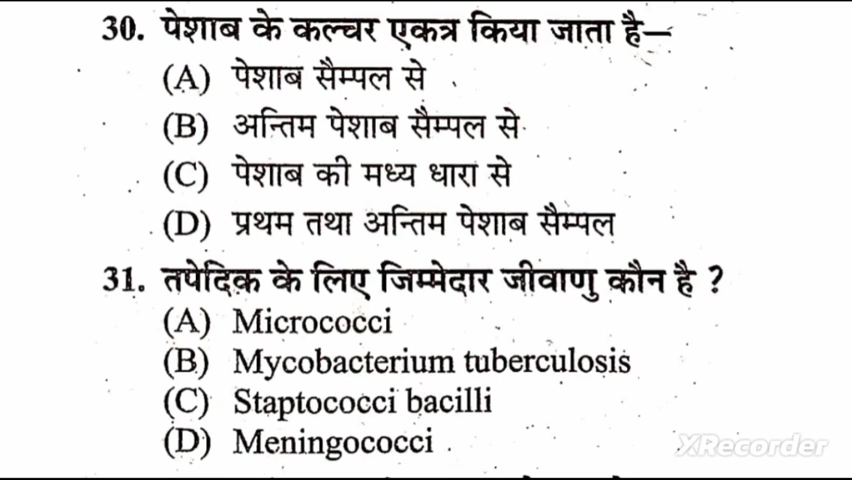 30. पेशाब के कल्चर एकत्र किया जाता है—
(A) पेशाब सैम्पल से
(B) अन्तिम पेशाब सैम्पल से
(C) पेशाब की मध्य धारा से
(D) प्रथम तथा अन्तिम पेशाब सैम्पल
31. तपेदिक के लिए जिम्मेदार जीवाणु कौन है ?
(A) Micrococci
(B) Mycobacterium tuberculosis
(C) Staptococci bacilli
(D) Meningococci
XRecorder